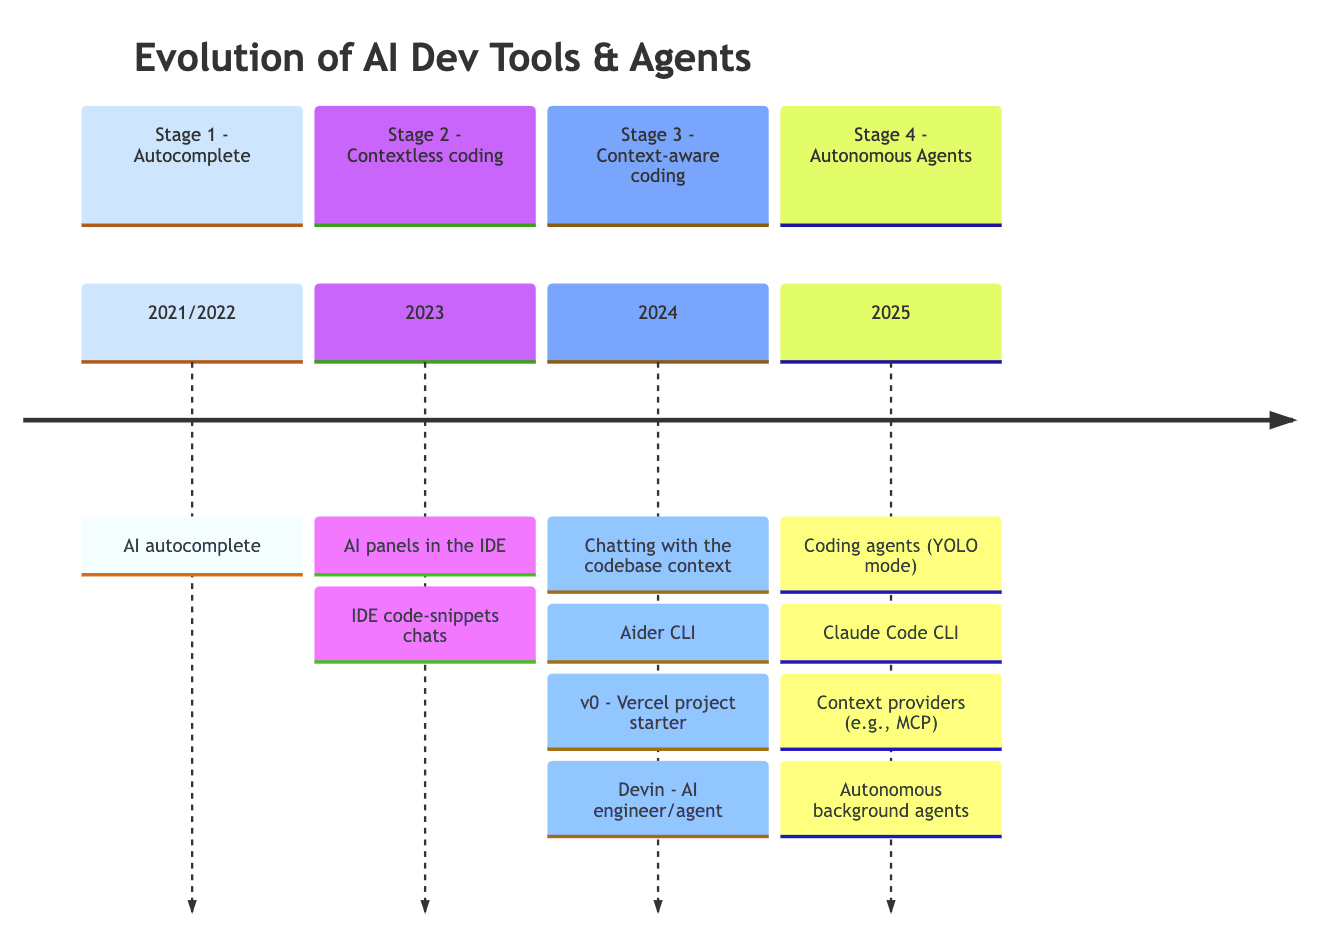 Evolution of AI Dev Tools & Agents
Stage 1 -
Autocomplete
Stage 2 -
Contextless coding
Stage 3 -
Context-aware
coding
Stage 4 -
Autonomous Agents
2021/2022
2023
2024
2025
AI autocomplete
AI panels in the IDE
IDE code-snippets
chats
Chatting with the
codebase context
Aider CLI
v0 - Vercel project
starter
Devin - AI
engineer/agent
Coding agents (YOLO
mode)
Claude Code CLI
Context providers
(e.g., MCP)
Autonomous
background agents